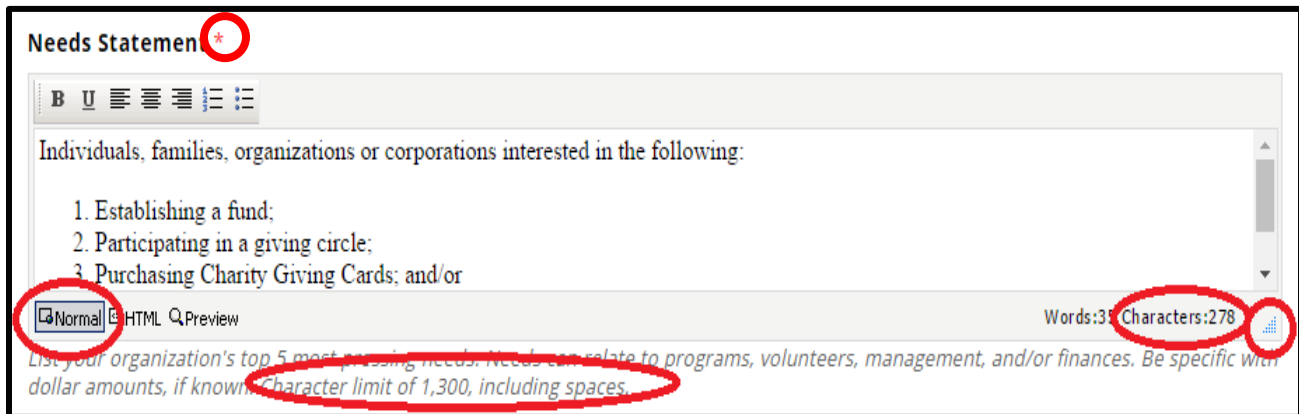 Needs Statement *
B U
Individuals, families, organizations or corporations interested in the following:
1. Establishing a fund;
2. Participating in a giving circle;
3. Purchasing Charity Giving Cards; and/or
Normal HTML Preview Words:35 Characters:278
List your organization's top 5 most pressing needs. Needs can relate to programs, volunteers, management, and/or finances. Be specific with
dollar amounts, if known. Character limit of 1,300, including spaces.